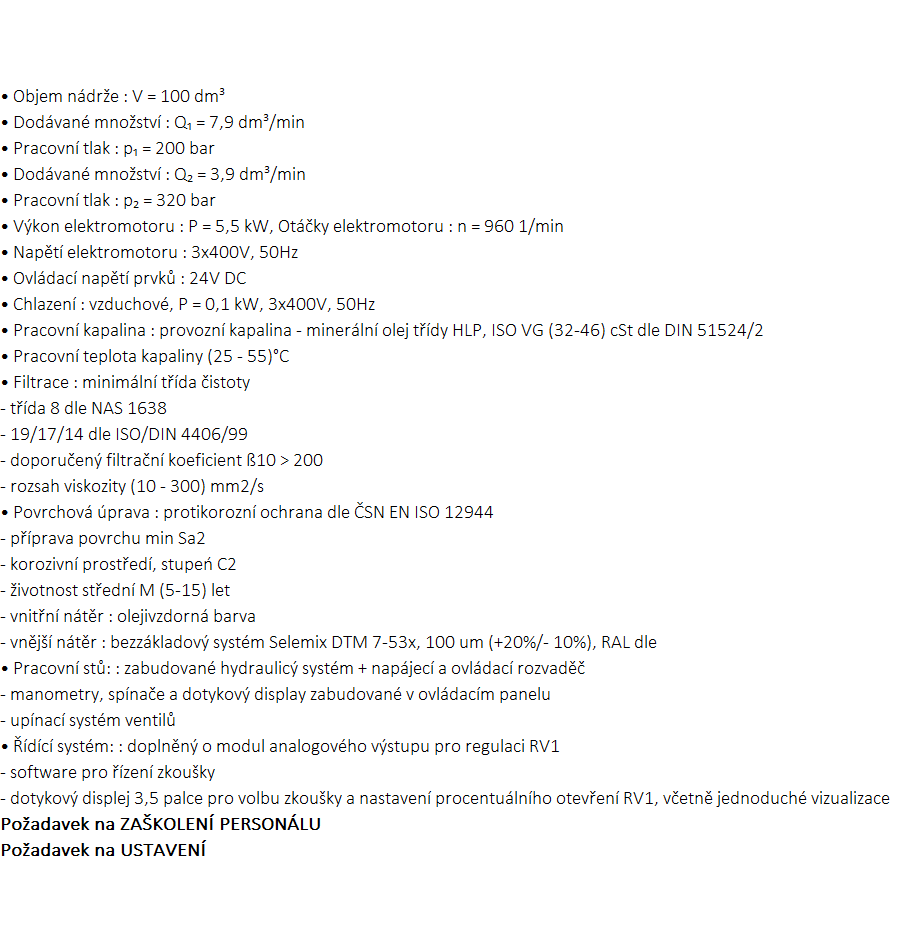 • Objem nádrže : V = 100 dm³
• Dodávané množství : Q₁ = 7,9 dm³/min
• Pracovní tlak : p₁ = 200 bar
• Dodávané množství : Q₂ = 3,9 dm³/min
• Pracovní tlak : p₂ = 320 bar
• Výkon elektromotoru : P = 5,5 kW, Otáčky elektromotoru : n = 960 1/min
• Napětí elektromotoru : 3x400V, 50Hz
• Ovládací napětí prvků : 24V DC
• Chlazení : vzduchové, P = 0,1 kW, 3x400V, 50Hz
• Pracovní kapalina : provozní kapalina - minerální olej třídy HLP, ISO VG (32-46) cSt dle DIN 51524/2
• Pracovní teplota kapaliny (25 - 55)°C
• Filtrace : minimální třída čistoty
- třída 8 dle NAS 1638
- 19/17/14 dle ISO/DIN 4406/99
- doporučený filtrační koeficient ß10 > 200
- rozsah viskozity (10 - 300) mm2/s
• Povrchová úprava : protikorozní ochrana dle ČSN EN ISO 12944
- příprava povrchu min Sa2
- korozivní prostředí, stupeń C2
- životnost střední M (5-15) let
- vnitřní nátěr : olejivzdorná barva
- vnější nátěr : bezzákladový systém Selemix DTM 7-53x, 100 um (+20%/- 10%), RAL dle
• Pracovní stů: : zabudované hydraulicý systém + napájecí a ovládací rozvaděč
- manometry, spínače a dotykový display zabudované v ovládacím panelu
- upínací systém ventilů
• Řídící systém: : doplněný o modul analogového výstupu pro regulaci RV1
- software pro řízení zkoušky
- dotykový displej 3,5 palce pro volbu zkoušky a nastavení procentuálního otevření RV1, včetně jednoduché vizualizace
Požadavek na ZAŠKOLENÍ PERSONÁLU
Požadavek na USTAVENÍ